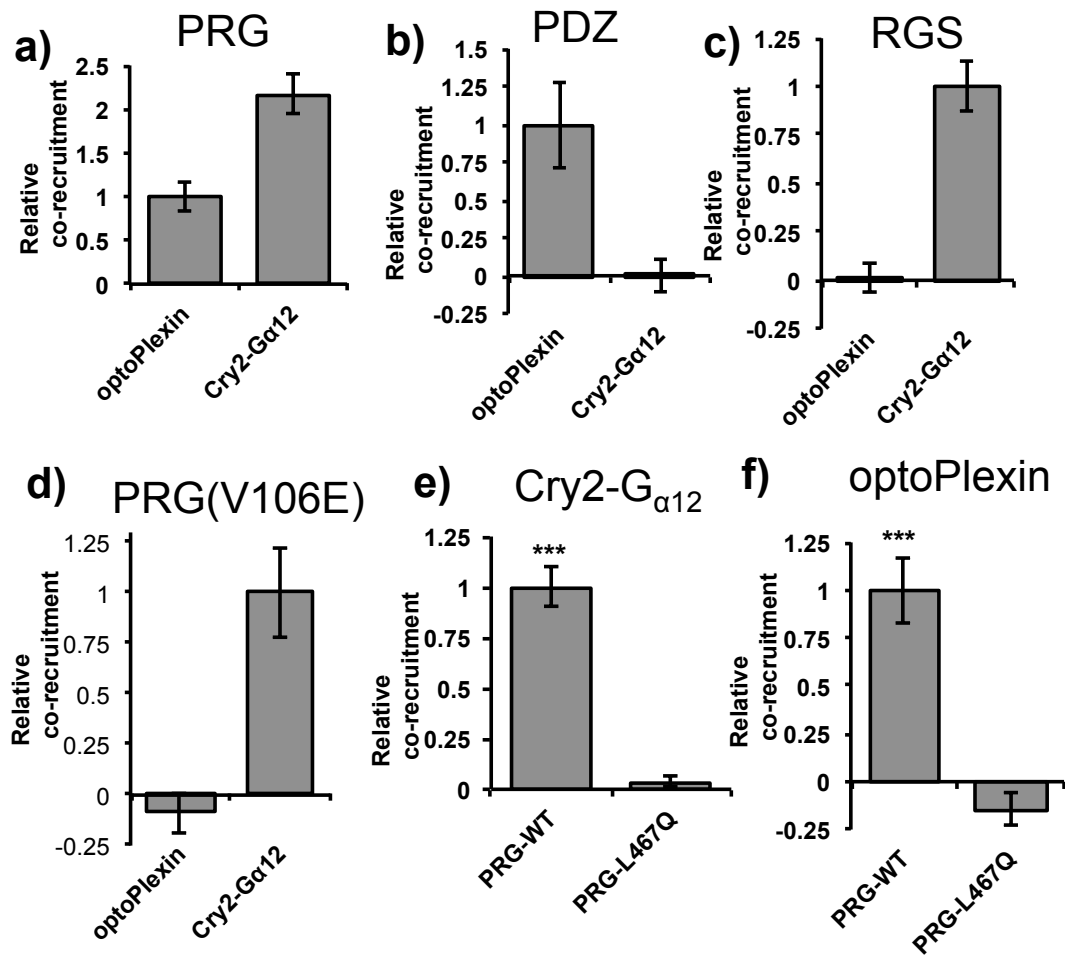 a)
PRG
Relative
co-recruitment
2.5
2
1.5
1
0.5
0
optoPlexin
Cry2-Gα12
b)
PDZ
Relative
co-recruitment
1.5
1.25
1
0.75
0.5
0.25
0
-0.25
optoPlexin
Cry2-Gα12
c)
RGS
Relative
co-recruitment
1.25
1
0.75
0.5
0.25
0
-0.25
optoPlexin
Cry2-Gα12
d)
PRG(V106E)
Relative
co-recruitment
1.25
1
0.75
0.5
0.25
0
-0.25
optoPlexin
Cry2-Gα12
e)
Cry2-Gα12
Relative
co-recruitment
1.25
1
0.75
0.5
0.25
0
***
PRG-WT
PRG-L467Q
f)
optoPlexin
Relative
co-recruitment
1.25
1
0.75
0.5
0.25
0
-0.25
***
PRG-WT
PRG-L467Q